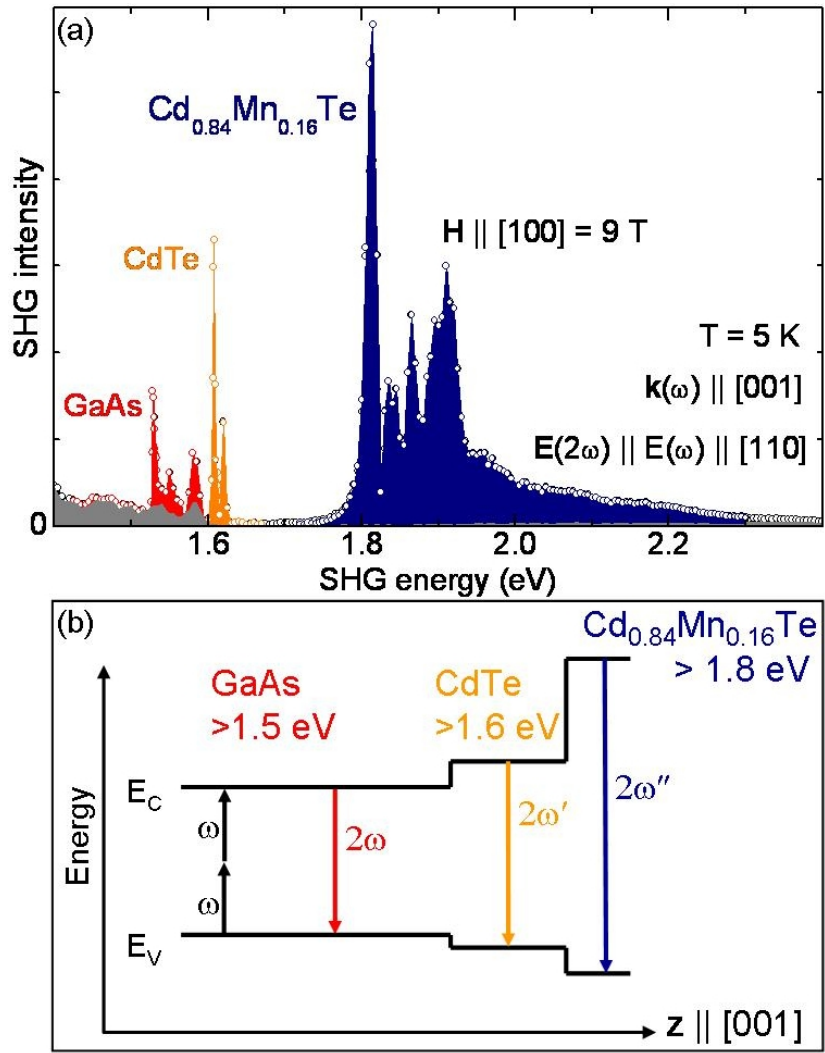 (a)
Cd0.84Mn0.16Te
H || [100] = 9 T
CdTe
T = 5 K
GaAs
k(ω) || [001]
E(2ω) || E(ω) || [110]
SHG intensity
0
1.6 1.8 2.0 2.2
SHG energy (eV)
(b)
Cd0.84Mn0.16Te
> 1.8 eV
GaAs
>1.5 eV
CdTe
>1.6 eV
Energy
EC
ω
ω
2ω
2ω′
2ω″
EV
z || [001]